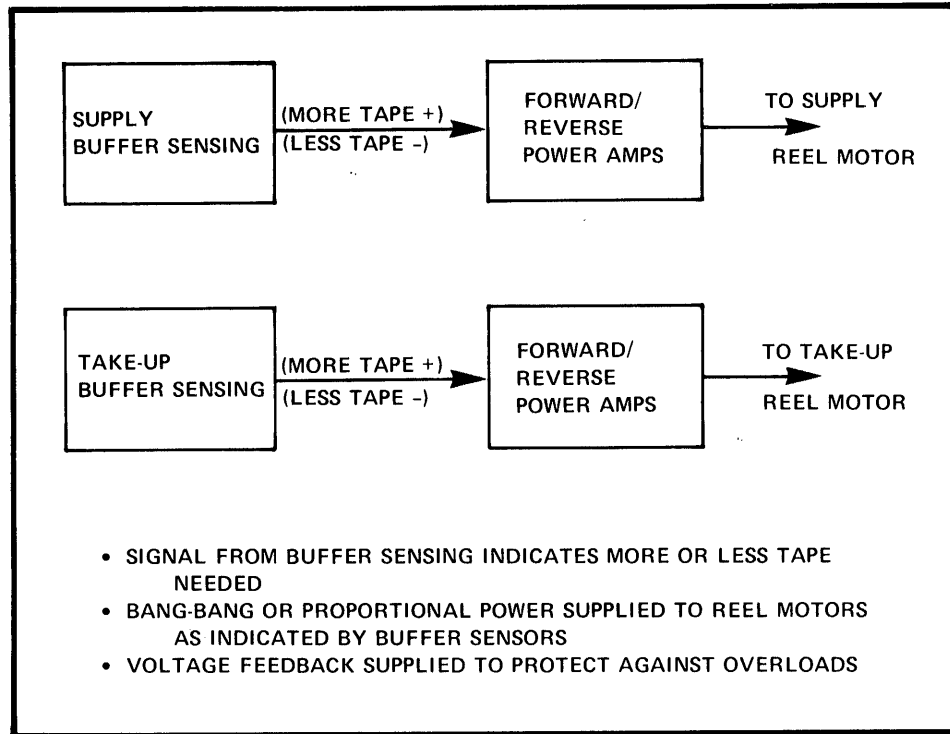 SUPPLY
BUFFER SENSING
(MORE TAPE +)
(LESS TAPE –)
FORWARD/
REVERSE
POWER AMPS
TO SUPPLY
REEL MOTOR
TAKE-UP
BUFFER SENSING
(MORE TAPE +)
(LESS TAPE –)
FORWARD/
REVERSE
POWER AMPS
TO TAKE-UP
REEL MOTOR
• SIGNAL FROM BUFFER SENSING INDICATES MORE OR LESS TAPE
NEEDED
• BANG-BANG OR PROPORTIONAL POWER SUPPLIED TO REEL MOTORS
AS INDICATED BY BUFFER SENSORS
• VOLTAGE FEEDBACK SUPPLIED TO PROTECT AGAINST OVERLOADS